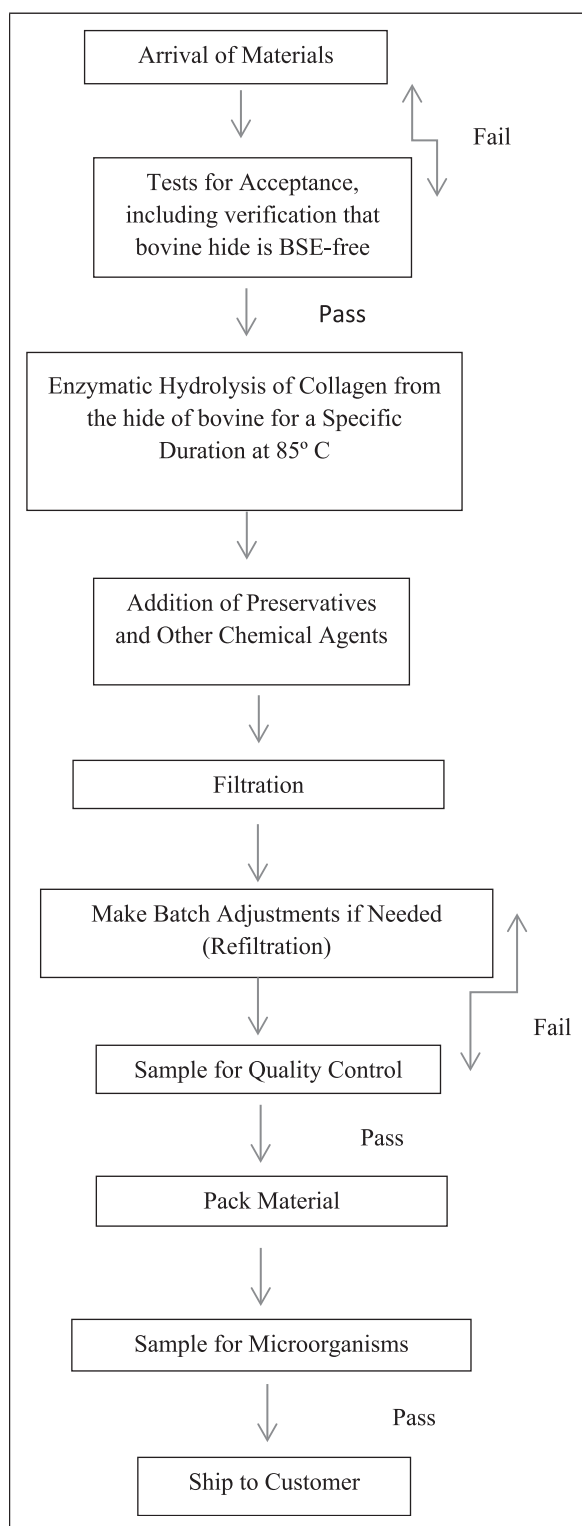 Arrival of Materials
Fail
Tests for Acceptance,
including verification that
bovine hide is BSE-free
Pass
Enzymatic Hydrolysis of Collagen from
the hide of bovine for a Specific
Duration at 85º C
Addition of Preservatives
and Other Chemical Agents
Filtration
Make Batch Adjustments if Needed
(Refiltration)
Fail
Sample for Quality Control
Pass
Pack Material
Sample for Microorganisms
Pass
Ship to Customer